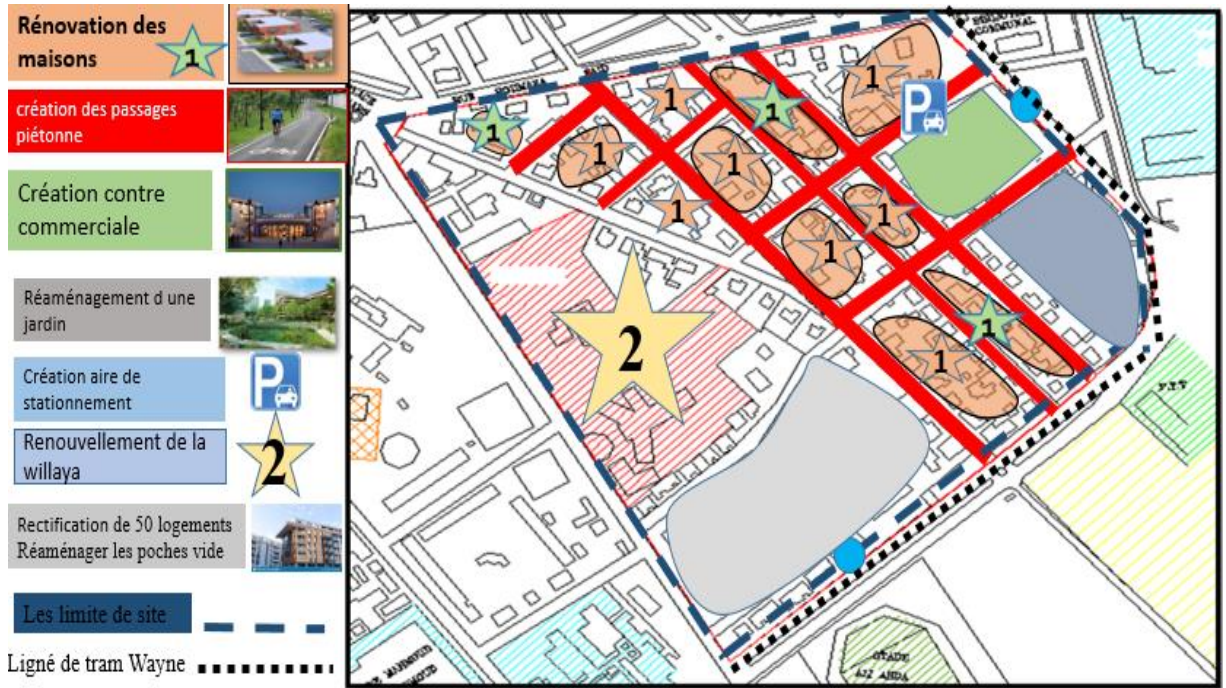 Rénovation des
maisons
1
création des passages
piétonne
Création contre
commerciale
Réaménagement d une
jardin
Création aire de
stationnement
P
Renouvellement de la
willaya
2
Rectification de 50 logements
Réaménager les poches vide
Les limite de site
Ligné de tram Wayne
COMMUNAL
1
1
1
P
1
1
1
1
1
1
1
1
2
P.T.T
STADE